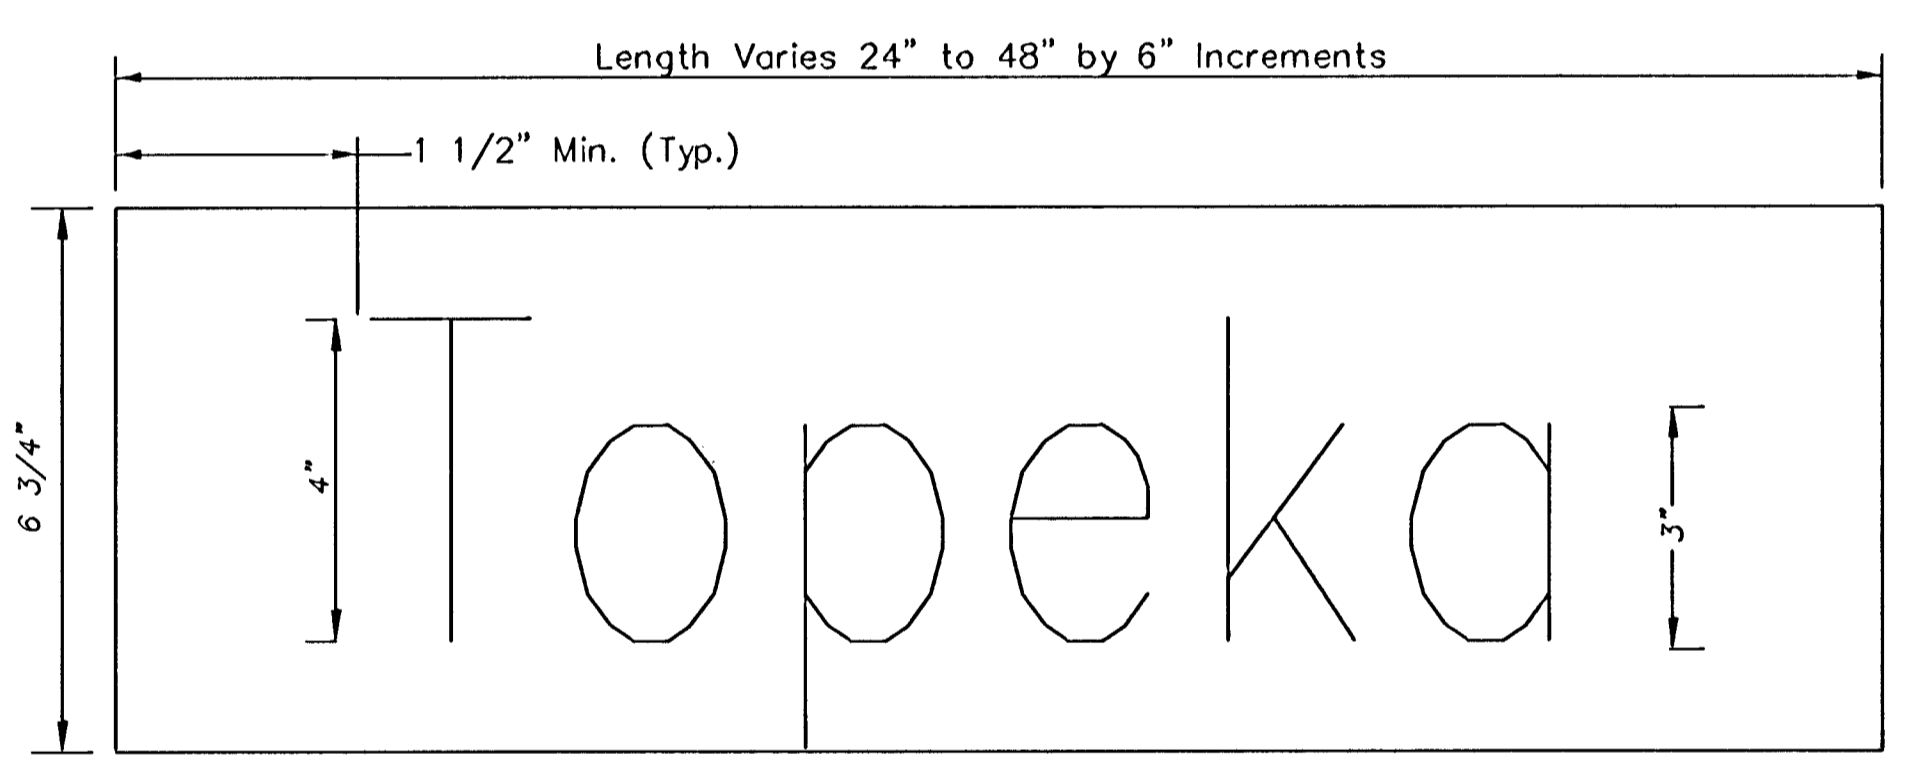 Length Varies 24" to 48" by 6" Increments
1 1/2" Min. (Typ.)
6 3/4"
4"
Topeka
3"